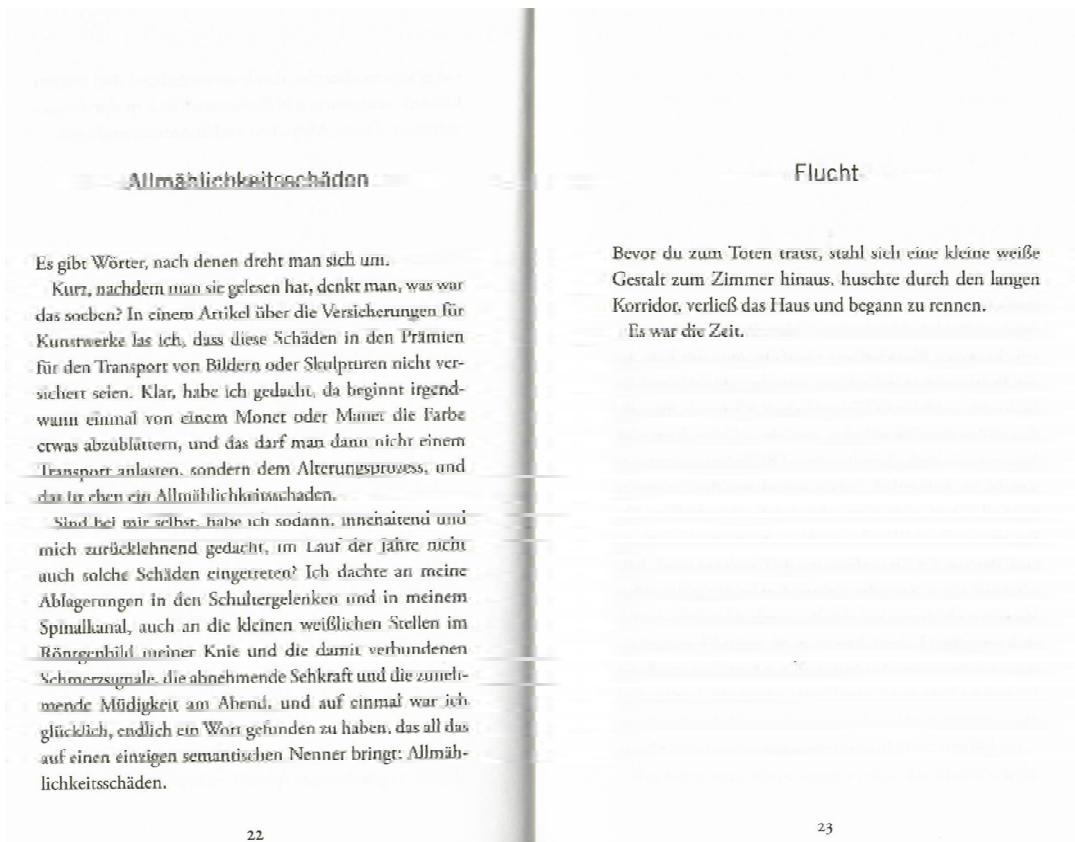 Allmählichkeitsschäden
Es gibt Wörter, nach denen dreht man sich um.
Kurz, nachdem man sie gelesen hat, denkt man, was war
das soeben? In einem Artikel über die Versicherungen für
Kunstwerke las ich, dass diese Schäden in den Prämien
für den Transport von Bildern oder Skulpturen nicht ver-
sichert seien. Klar, habe ich gedacht, da beginnt irgend-
wann einmal von einem Monet oder Manet die Farbe
etwas abzublättern, und das darf man dann nicht einem
Transport anlasten, sondern dem Alterungsprozess, und
das ist eben ein Allmählichkeitsschaden.
Sind bei mir selbst, habe ich sodann, innehaltend und
mich zurücklehnend gedacht, im Lauf der Jahre nicht
auch solche Schäden eingetreten? Ich dachte an meine
Ablagerungen in den Schultergelenken und in meinem
Spinalkanal, auch an die kleinen weißlichen Stellen im
Röntgenbild meiner Knie und die damit verbundenen
Schmerzsignale, die abnehmende Sehkraft und die zuneh-
mende Müdigkeit am Abend, und auf einmal war ich
glücklich, endlich ein Wort gefunden zu haben, das all das
auf einen einzigen semantischen Nenner bringt: Allmäh-
lichkeitsschäden.
22
Flucht
Bevor du zum Toten tratst, stahl sich eine kleine weiße
Gestalt zum Zimmer hinaus, huschte durch den langen
Korridor, verließ das Haus und begann zu rennen.
Es war die Zeit.
23